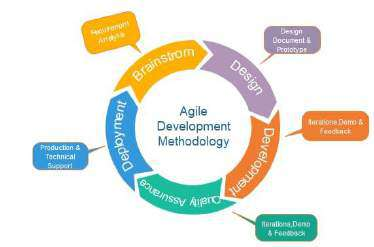 Requirement
Analysis
Brainstrom
Design
Document &
Prototype
Design
Agile
Development
Methodology
Iterations,Demo &
Feedback
Development
Production &
Technical
Support
Deployment
Quality Assurance
Iterations,Demo
& Feedback